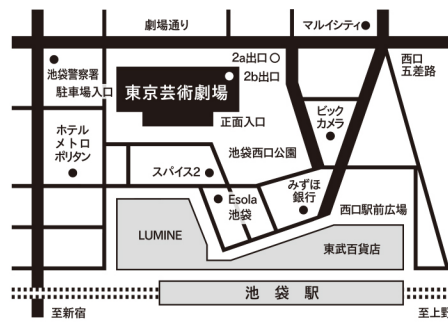 劇場通り
マルイシティ
2a出口
西口
五差路
池袋警察署
2b出口
駐車場入口
東京芸術劇場
正面入口
ビック
カメラ
ホテル
メトロ
ポリタン
池袋西口公園
スパイス2
みずほ
銀行
Esola
池袋
西口駅前広場
LUMINE
東武百貨店
池袋駅
至新宿
至上野